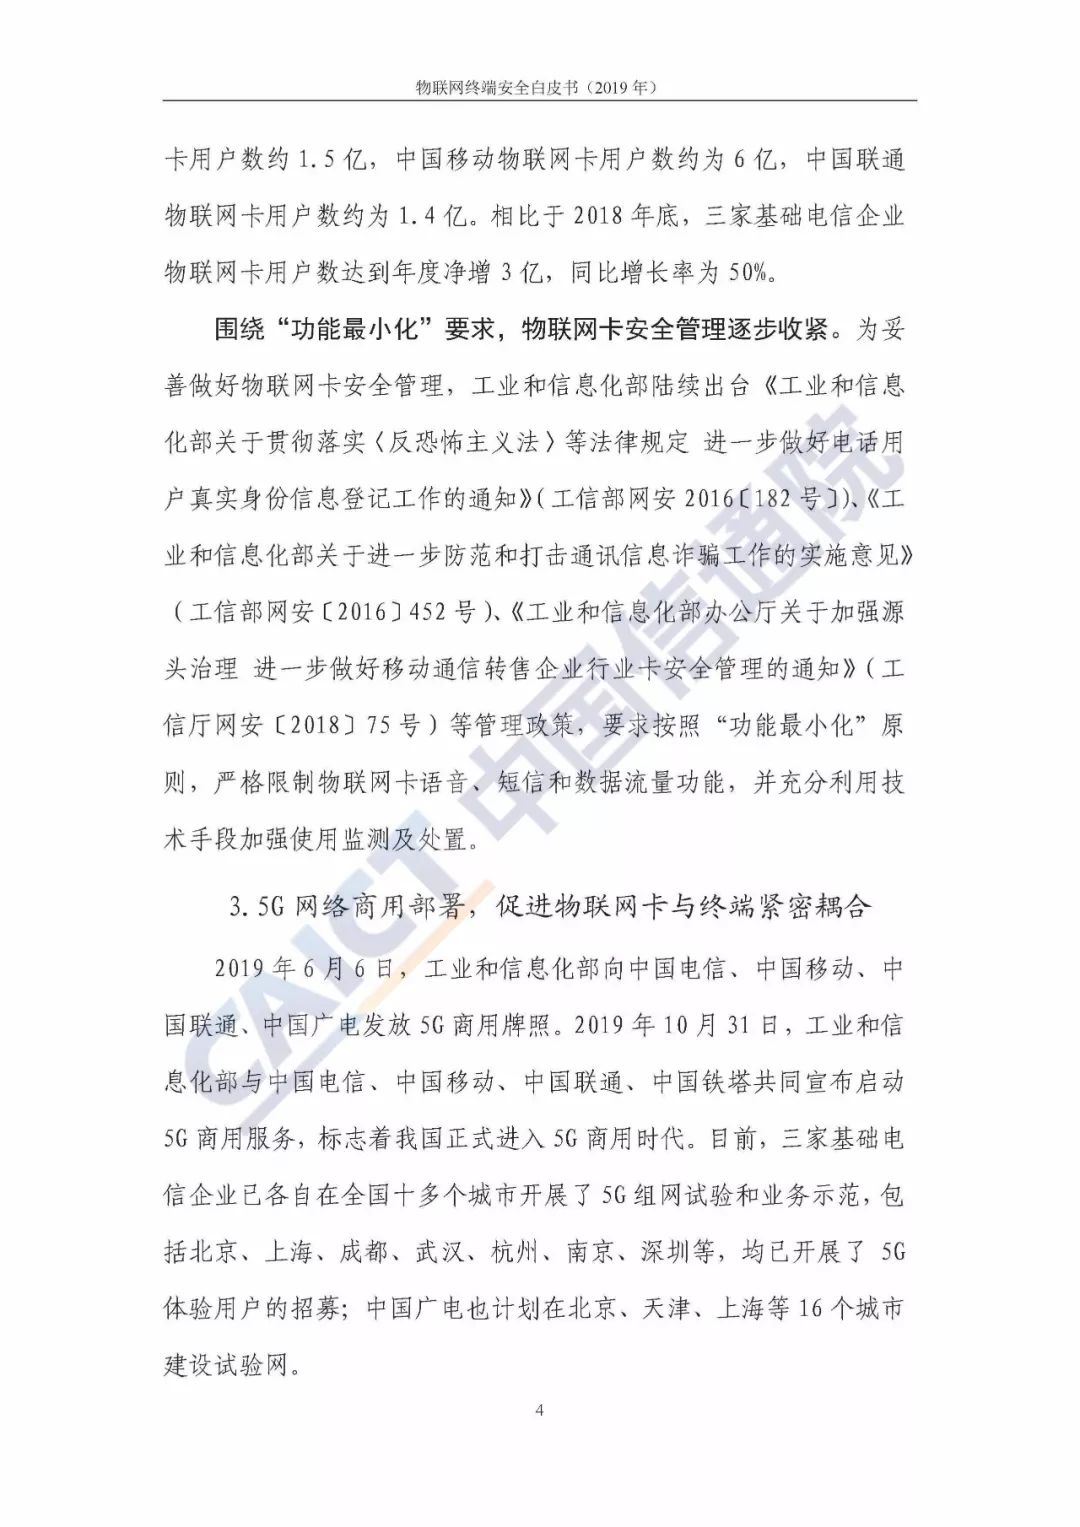 物联网终端安全白皮书（2019 年）
卡用户数约 1.5 亿，中国移动物联网卡用户数约为 6 亿，中国联通
物联网卡用户数约为 1.4 亿。相比于 2018 年底，三家基础电信企业
物联网卡用户数达到年度净增 3 亿，同比增长率为 50%。
围绕“功能最小化”要求，物联网卡安全管理逐步收紧。为妥
善做好物联网卡安全管理，工业和信息化部陆续出台《工业和信息
化部关于贯彻落实〈反恐怖主义法〉等法律规定 进一步做好电话用
户真实身份信息登记工作的通知》（工信部网安 2016〔182 号〕）、《工
业和信息化部关于进一步防范和打击通讯信息诈骗工作的实施意见》
（工信部网安〔2016〕452 号）、《工业和信息化部办公厅关于加强源
头治理 进一步做好移动通信转售企业行业卡安全管理的通知》（工
信厅网安〔2018〕75 号）等管理政策，要求按照“功能最小化”原
则，严格限制物联网卡语音、短信和数据流量功能，并充分利用技
术手段加强使用监测及处置。
3. 5G 网络商用部署，促进物联网卡与终端紧密耦合
2019 年 6 月 6 日，工业和信息化部向中国电信、中国移动、中
国联通、中国广电发放 5G 商用牌照。2019 年 10 月 31 日，工业和信
息化部与中国电信、中国移动、中国联通、中国铁塔共同宣布启动
5G 商用服务，标志着我国正式进入 5G 商用时代。目前，三家基础电
信企业已各自在全国十多个城市开展了 5G 组网试验和业务示范，包
括北京、上海、成都、武汉、杭州、南京、深圳等，均已开展了 5G
体验用户的招募；中国广电也计划在北京、天津、上海等 16 个城市
建设试验网。
4
CAICT 中国信通院